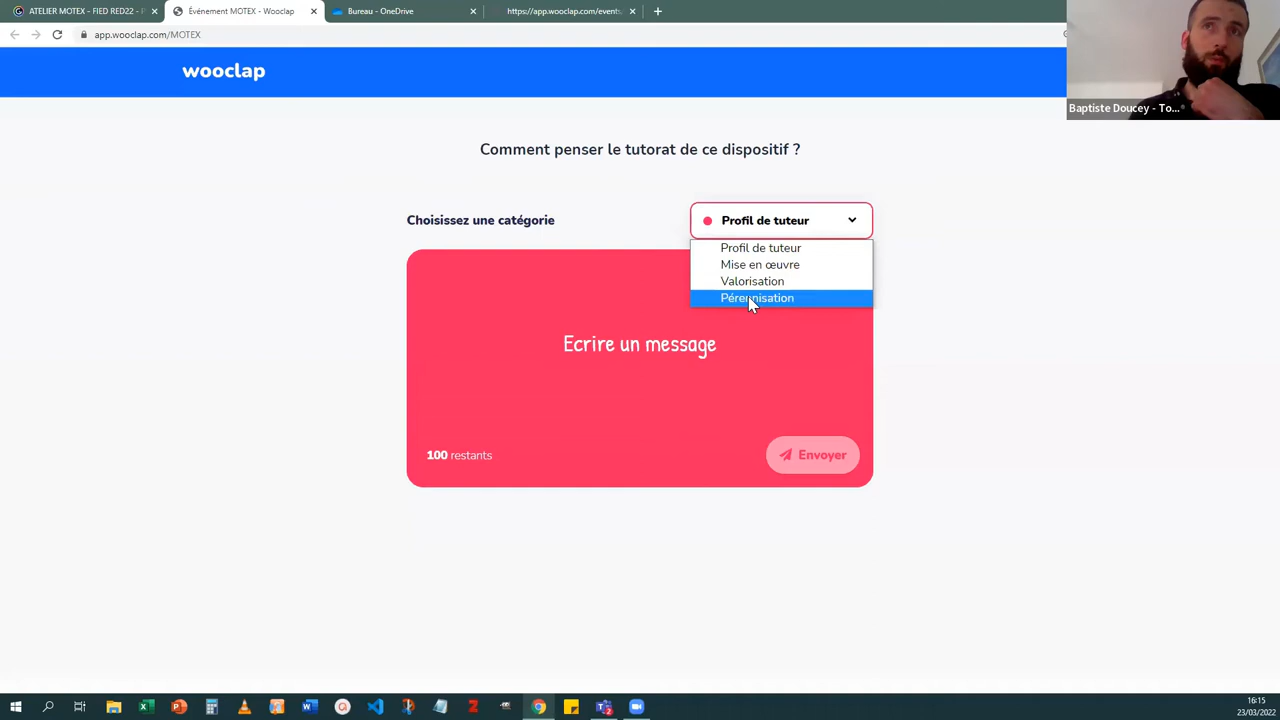 ATELIER MOTEX - FIED RED22 -
Événement MOTEX - Wooclap
Bureau - OneDrive
https://app.wooclap.com/events
app.wooclap.com/MOTEX
wooclap
Baptiste Doucey - To...
Comment penser le tutorat de ce dispositif ?
Choisissez une catégorie
Profil de tuteur
Profil de tuteur
Mise en œuvre
Valorisation
Pérennisation
Ecrire un message
100 restants
Envoyer
16:15
23/03/2022